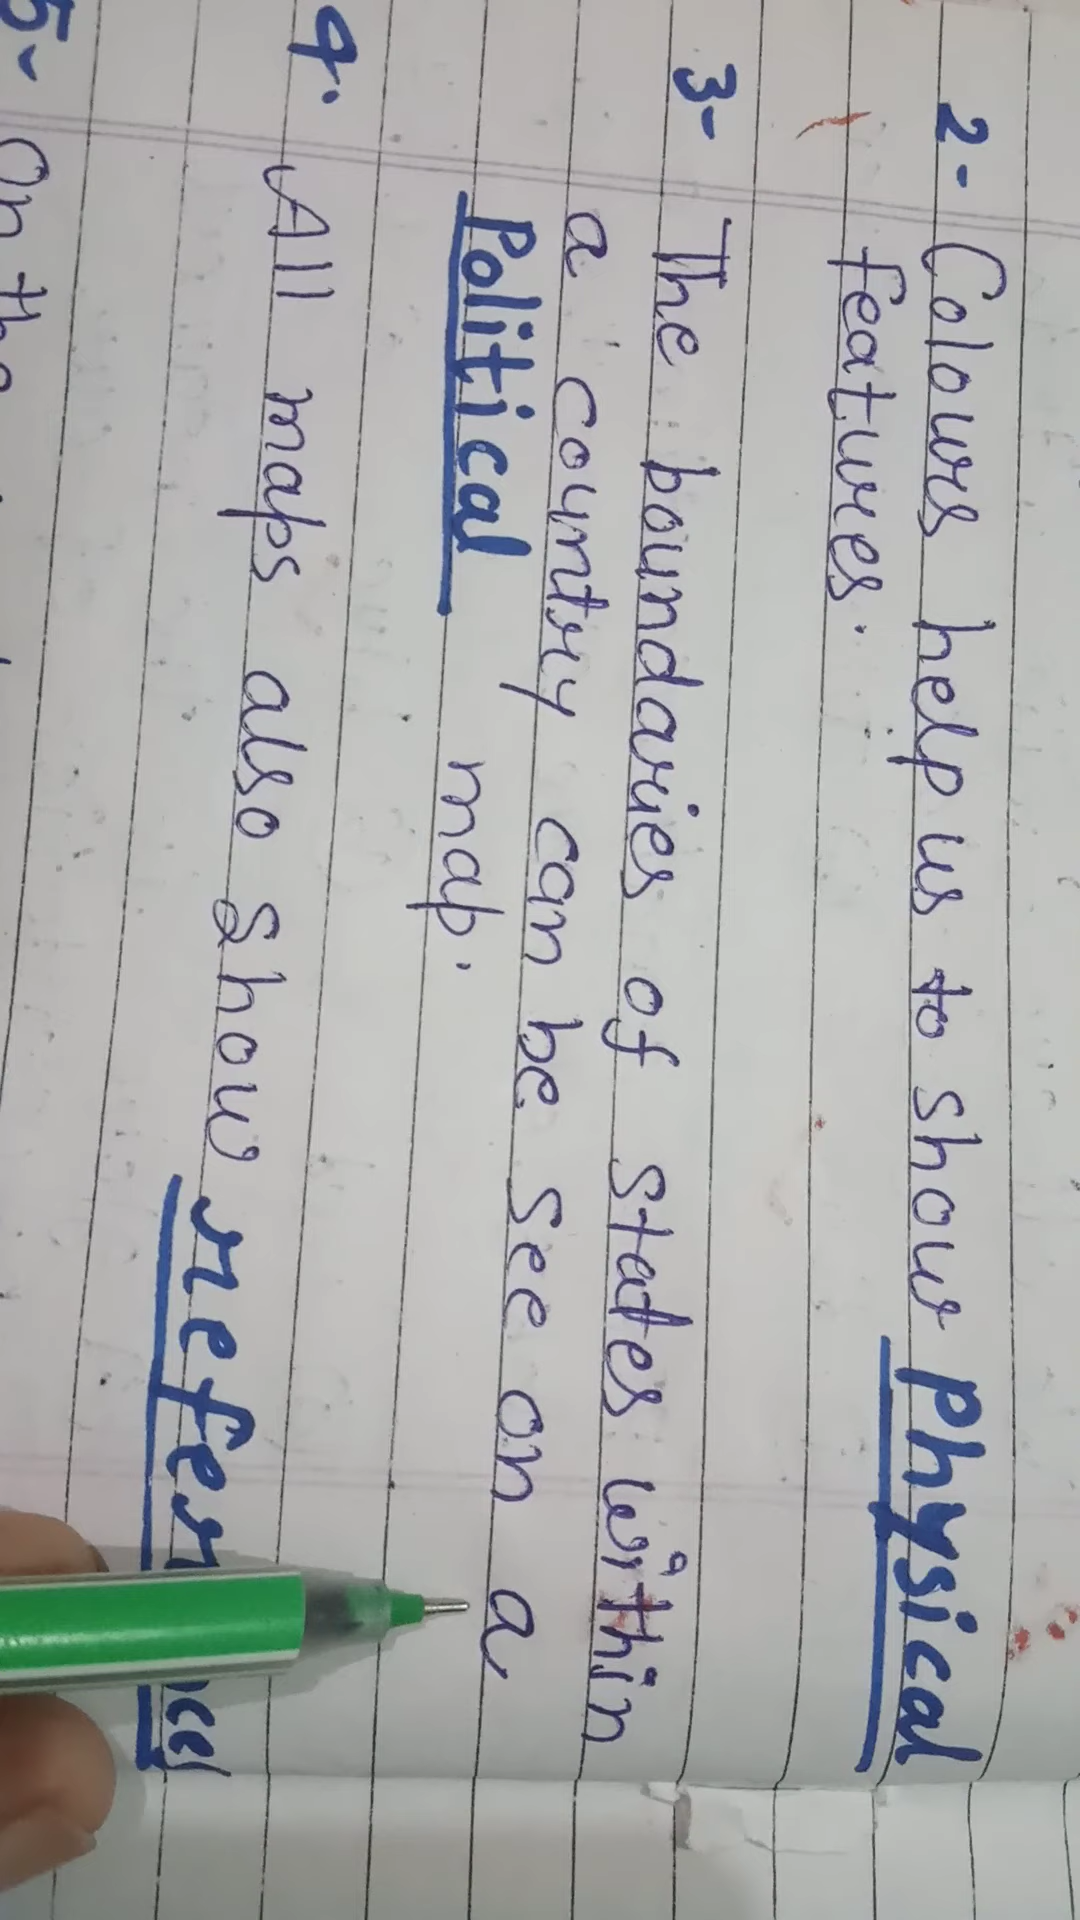 2- Colours help us to show Physical
features.
3- The boundaries of states within
a country can be see on a
Political map.
4. All maps also show
5- On the